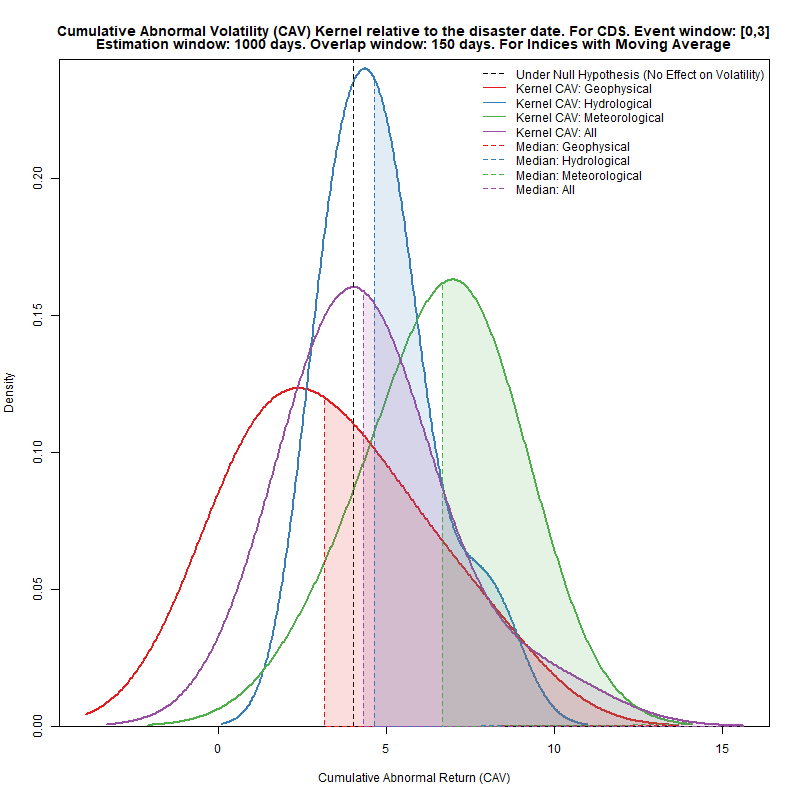 Cumulative Abnormal Volatility (CAV) Kernel relative to the disaster date. For CDS. Event window: [0,3]
Estimation window: 1000 days. Overlap window: 150 days. For Indices with Moving Average
Under Null Hypothesis (No Effect on Volatility)
Kernel CAV: Geophysical
Kernel CAV: Hydrological
Kernel CAV: Meteorological
Kernel CAV: All
Median: Geophysical
Median: Hydrological
Median: Meteorological
Median: All
Density
0.20
0.15
0.10
0.05
0.00
0 5 10 15
Cumulative Abnormal Return (CAV)